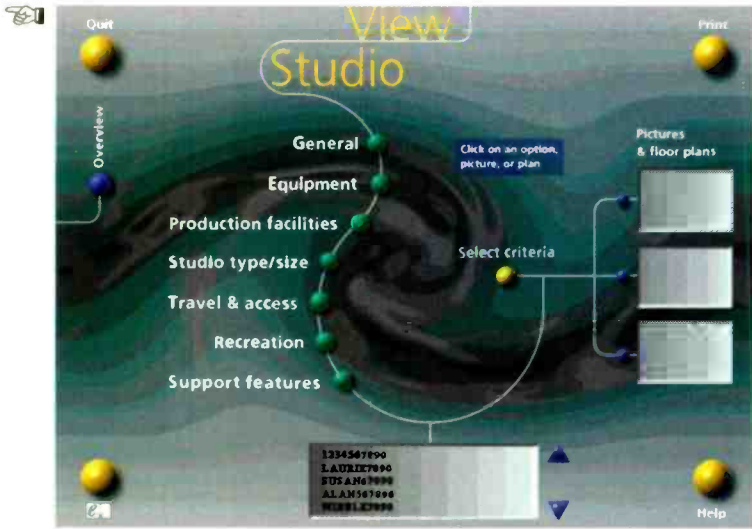 Quit
View
Print
Studio
Overview
General
Click on an option,
picture, or plan
Pictures
& floor plans
Equipment
Production facilities
Select criteria
Studio type/size
Travel & access
Recreation
Support features
1234567890
LAURIE7890
SUSAN67890
ALAN567890
Help